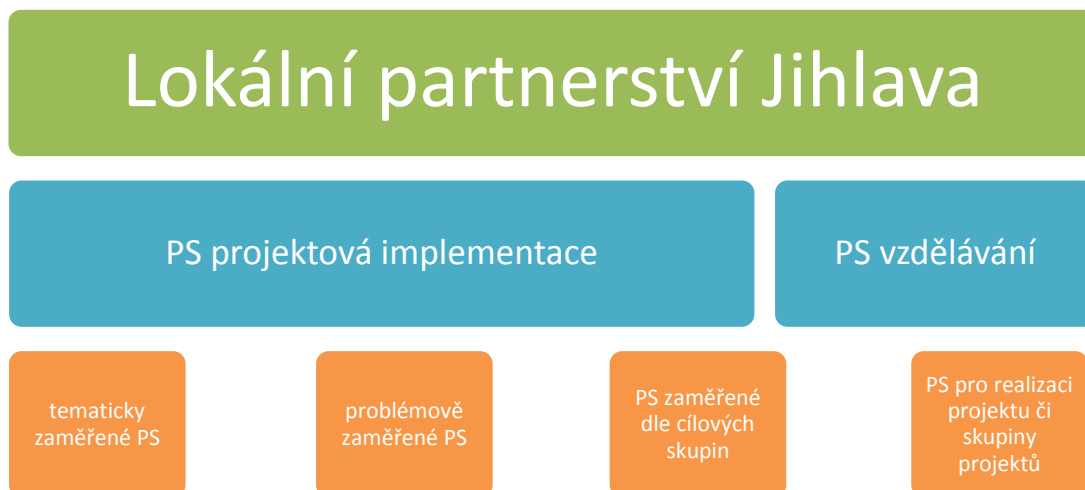 Lokální partnerství Jihlava
PS projektová implementace
PS vzdělávání
tematicky
zaměřené PS
problémově
zaměřené PS
PS zaměřené
dle cílových
skupin
PS pro realizaci
projektu či
skupiny
projektů